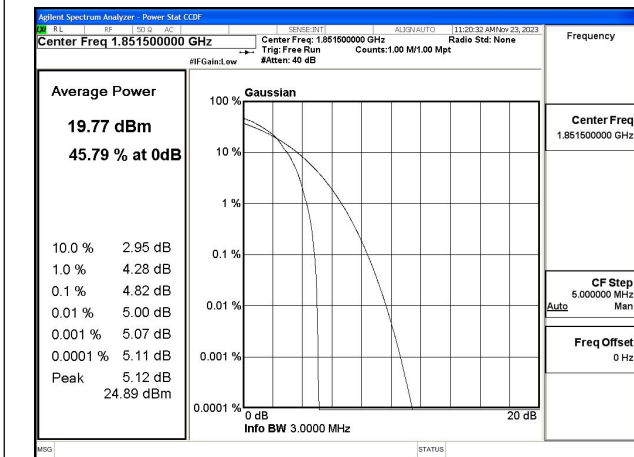 Agilent Spectrum Analyzer - Power Stat CCDF
RL RF 50 Ω AC SENSE:INT ALIGN AUTO 11:20:32 AM Nov 23, 2023
Center Freq 1.851500000 GHz
Center Freq: 1.851500000 GHz Radio Std: None
Trig: Free Run Counts:1.00 M/1.00 Mpt
#IFGain:Low #Atten: 40 dB
Frequency
Average Power
19.77 dBm
45.79 % at 0dB
10.0 % 2.95 dB
1.0 % 4.28 dB
0.1 % 4.82 dB
0.01 % 5.00 dB
0.001 % 5.07 dB
0.0001 % 5.11 dB
Peak 5.12 dB
24.89 dBm
Gaussian
100 %
10 %
1 %
0.1 %
0.01 %
0.001 %
0.0001 %
0 dB 20 dB
Info BW 3.0000 MHz
Center Freq
1.851500000 GHz
CF Step
5.000000 MHz
Auto Man
Freq Offset
0 Hz
MSG STATUS